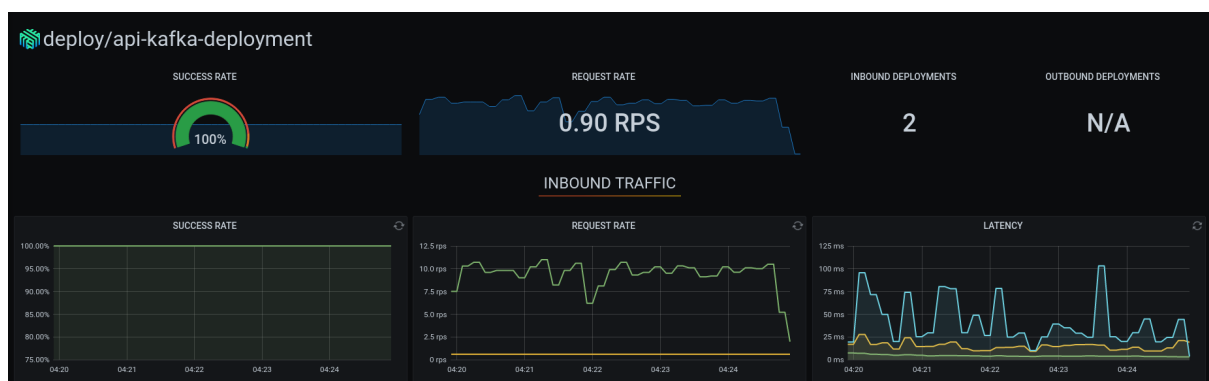 deploy/api-kafka-deployment
SUCCESS RATE
REQUEST RATE
INBOUND DEPLOYMENTS
OUTBOUND DEPLOYMENTS
100%
0.90 RPS
2
N/A
INBOUND TRAFFIC
SUCCESS RATE
100.00%
95.00%
90.00%
85.00%
80.00%
75.00%
04:20 04:21 04:22 04:23 04:24
REQUEST RATE
12.5 rps
10.0 rps
7.5 rps
5.0 rps
2.5 rps
0 rps
04:20 04:21 04:22 04:23 04:24
LATENCY
125 ms
100 ms
75 ms
50 ms
25 ms
0 ms
04:20 04:21 04:22 04:23 04:24